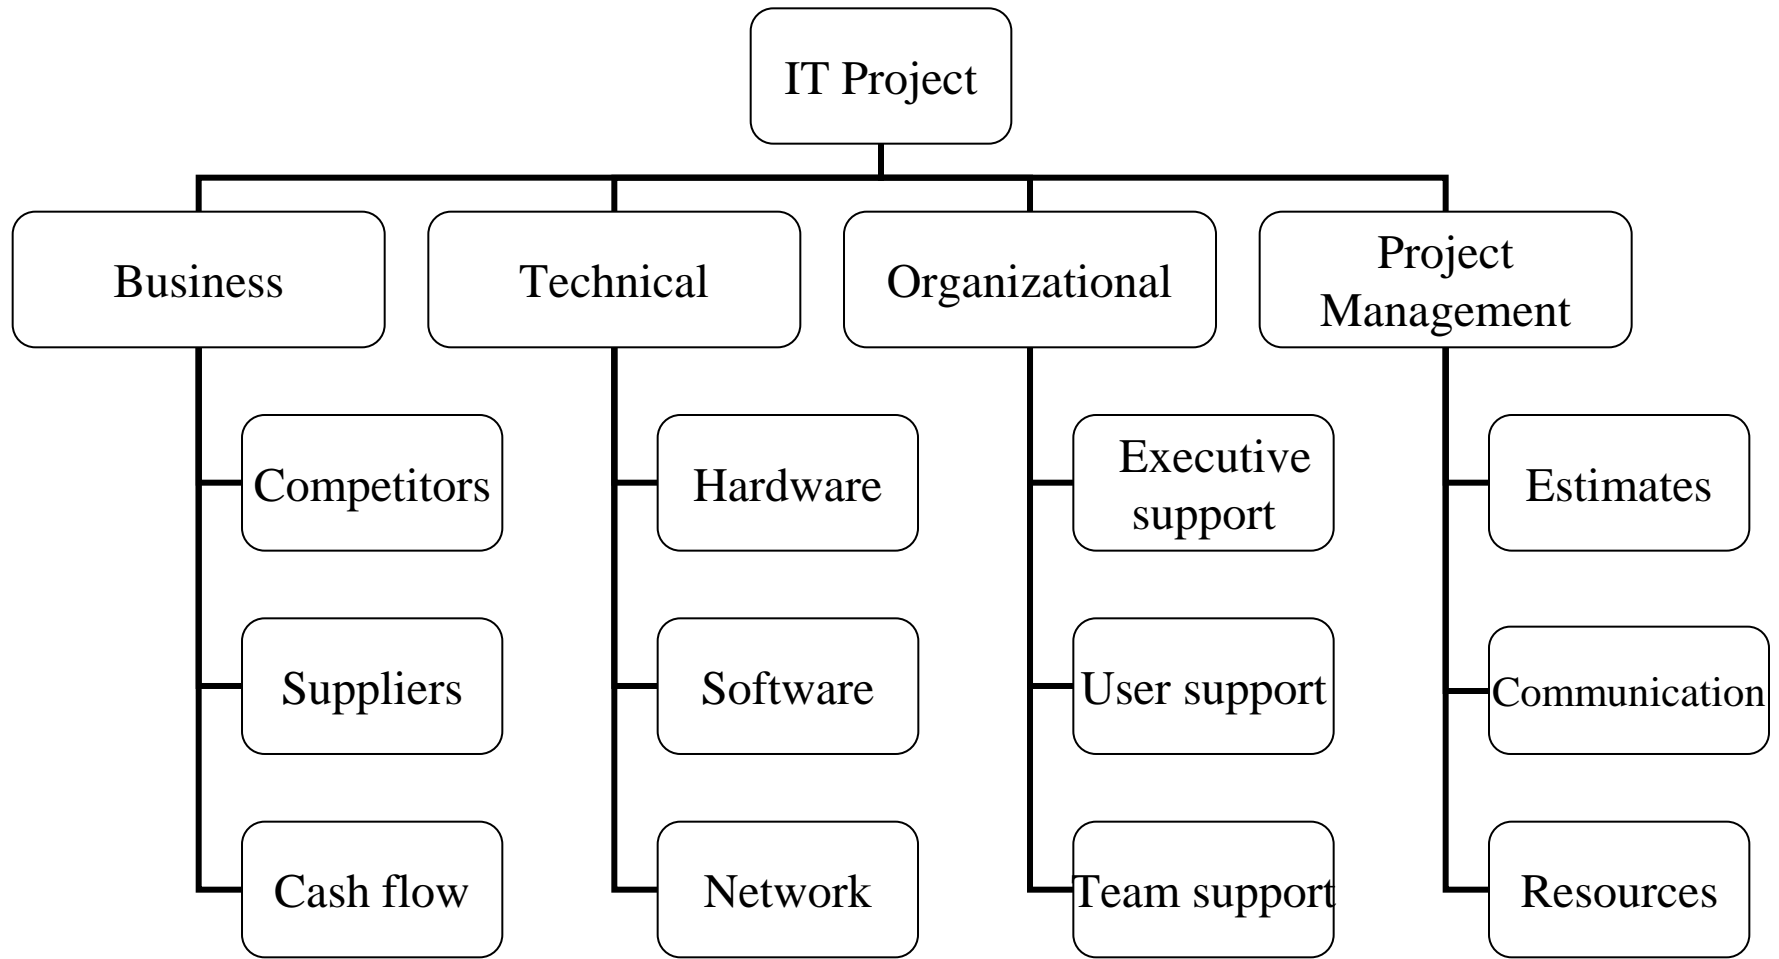 IT Project
Business
Technical
Organizational
Project
Management
Competitors
Hardware
Executive
support
Estimates
Suppliers
Software
User support
Communication
Cash flow
Network
Team support
Resources